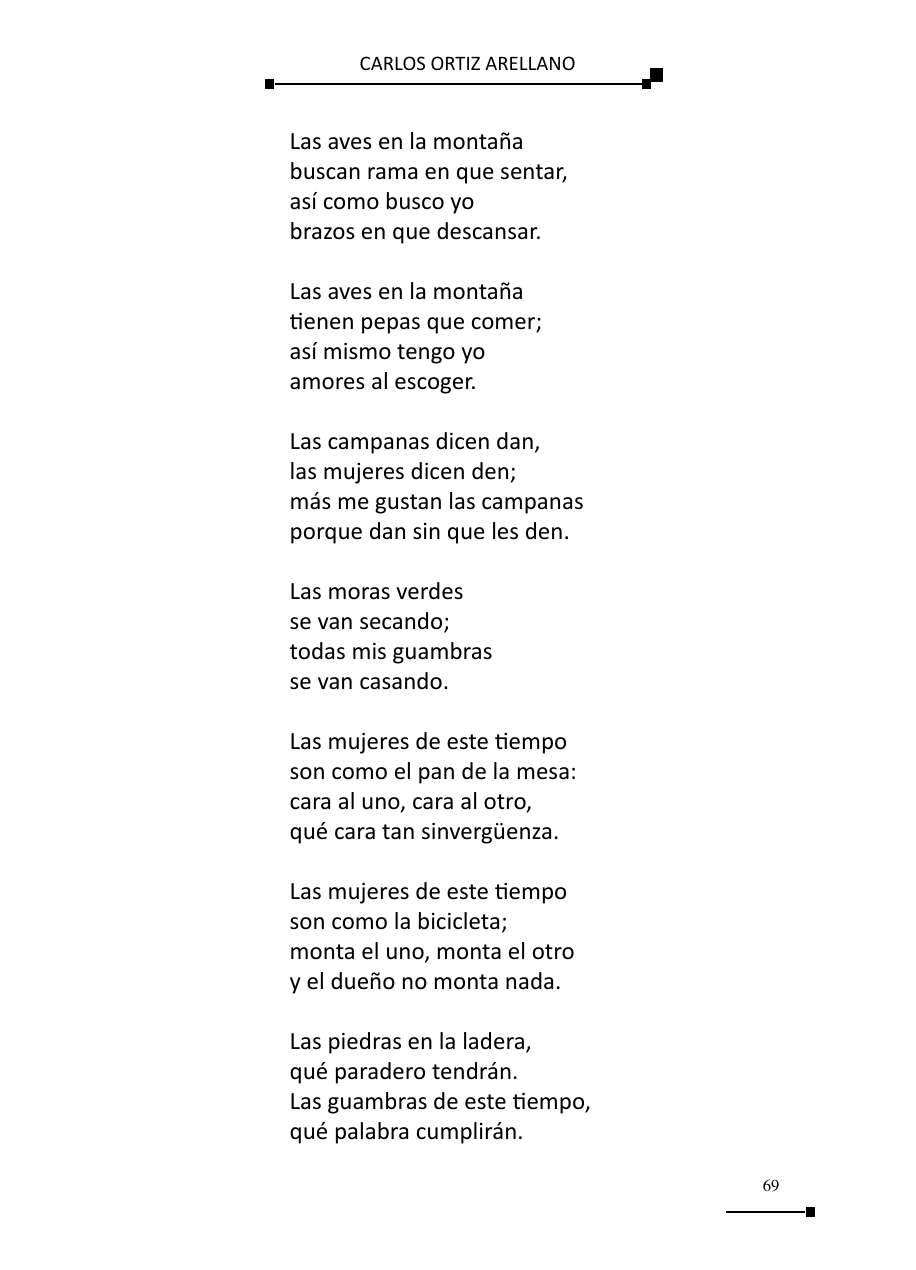 CARLOS ORTIZ ARELLANO
Las aves en la montaña
buscan rama en que sentar,
así como busco yo
brazos en que descansar.
Las aves en la montaña
tienen pepas que comer;
así mismo tengo yo
amores al escoger.
Las campanas dicen dan,
las mujeres dicen den;
más me gustan las campanas
porque dan sin que les den.
Las moras verdes
se van secando;
todas mis guambras
se van casando.
Las mujeres de este tiempo
son como el pan de la mesa:
cara al uno, cara al otro,
qué cara tan sinvergüenza.
Las mujeres de este tiempo
son como la bicicleta;
monta el uno, monta el otro
y el dueño no monta nada.
Las piedras en la ladera,
qué paradero tendrán.
Las guambras de este tiempo,
qué palabra cumplirán.
69